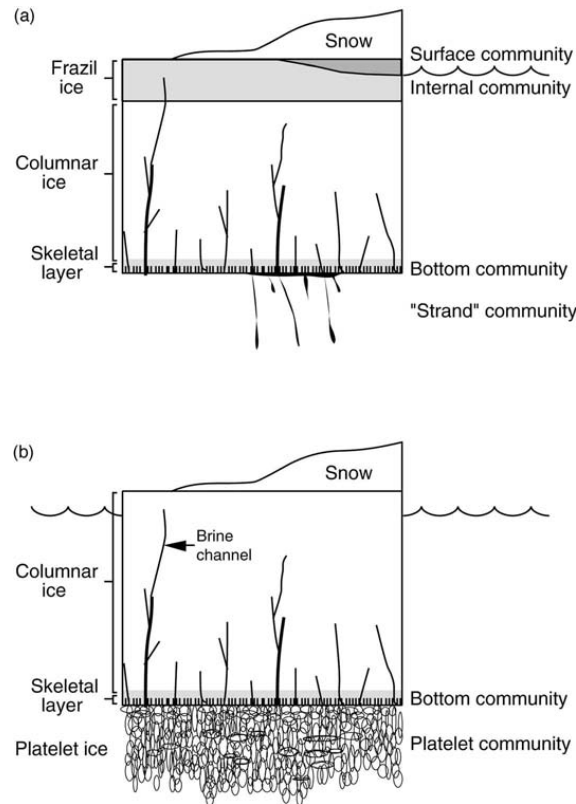 (a)
Snow
Frazil
ice
Surface community
Internal community
Columnar
ice
Skeletal
layer
Bottom community
"Strand" community
(b)
Snow
Brine
channel
Columnar
ice
Skeletal
layer
Bottom community
Platelet ice
Platelet community